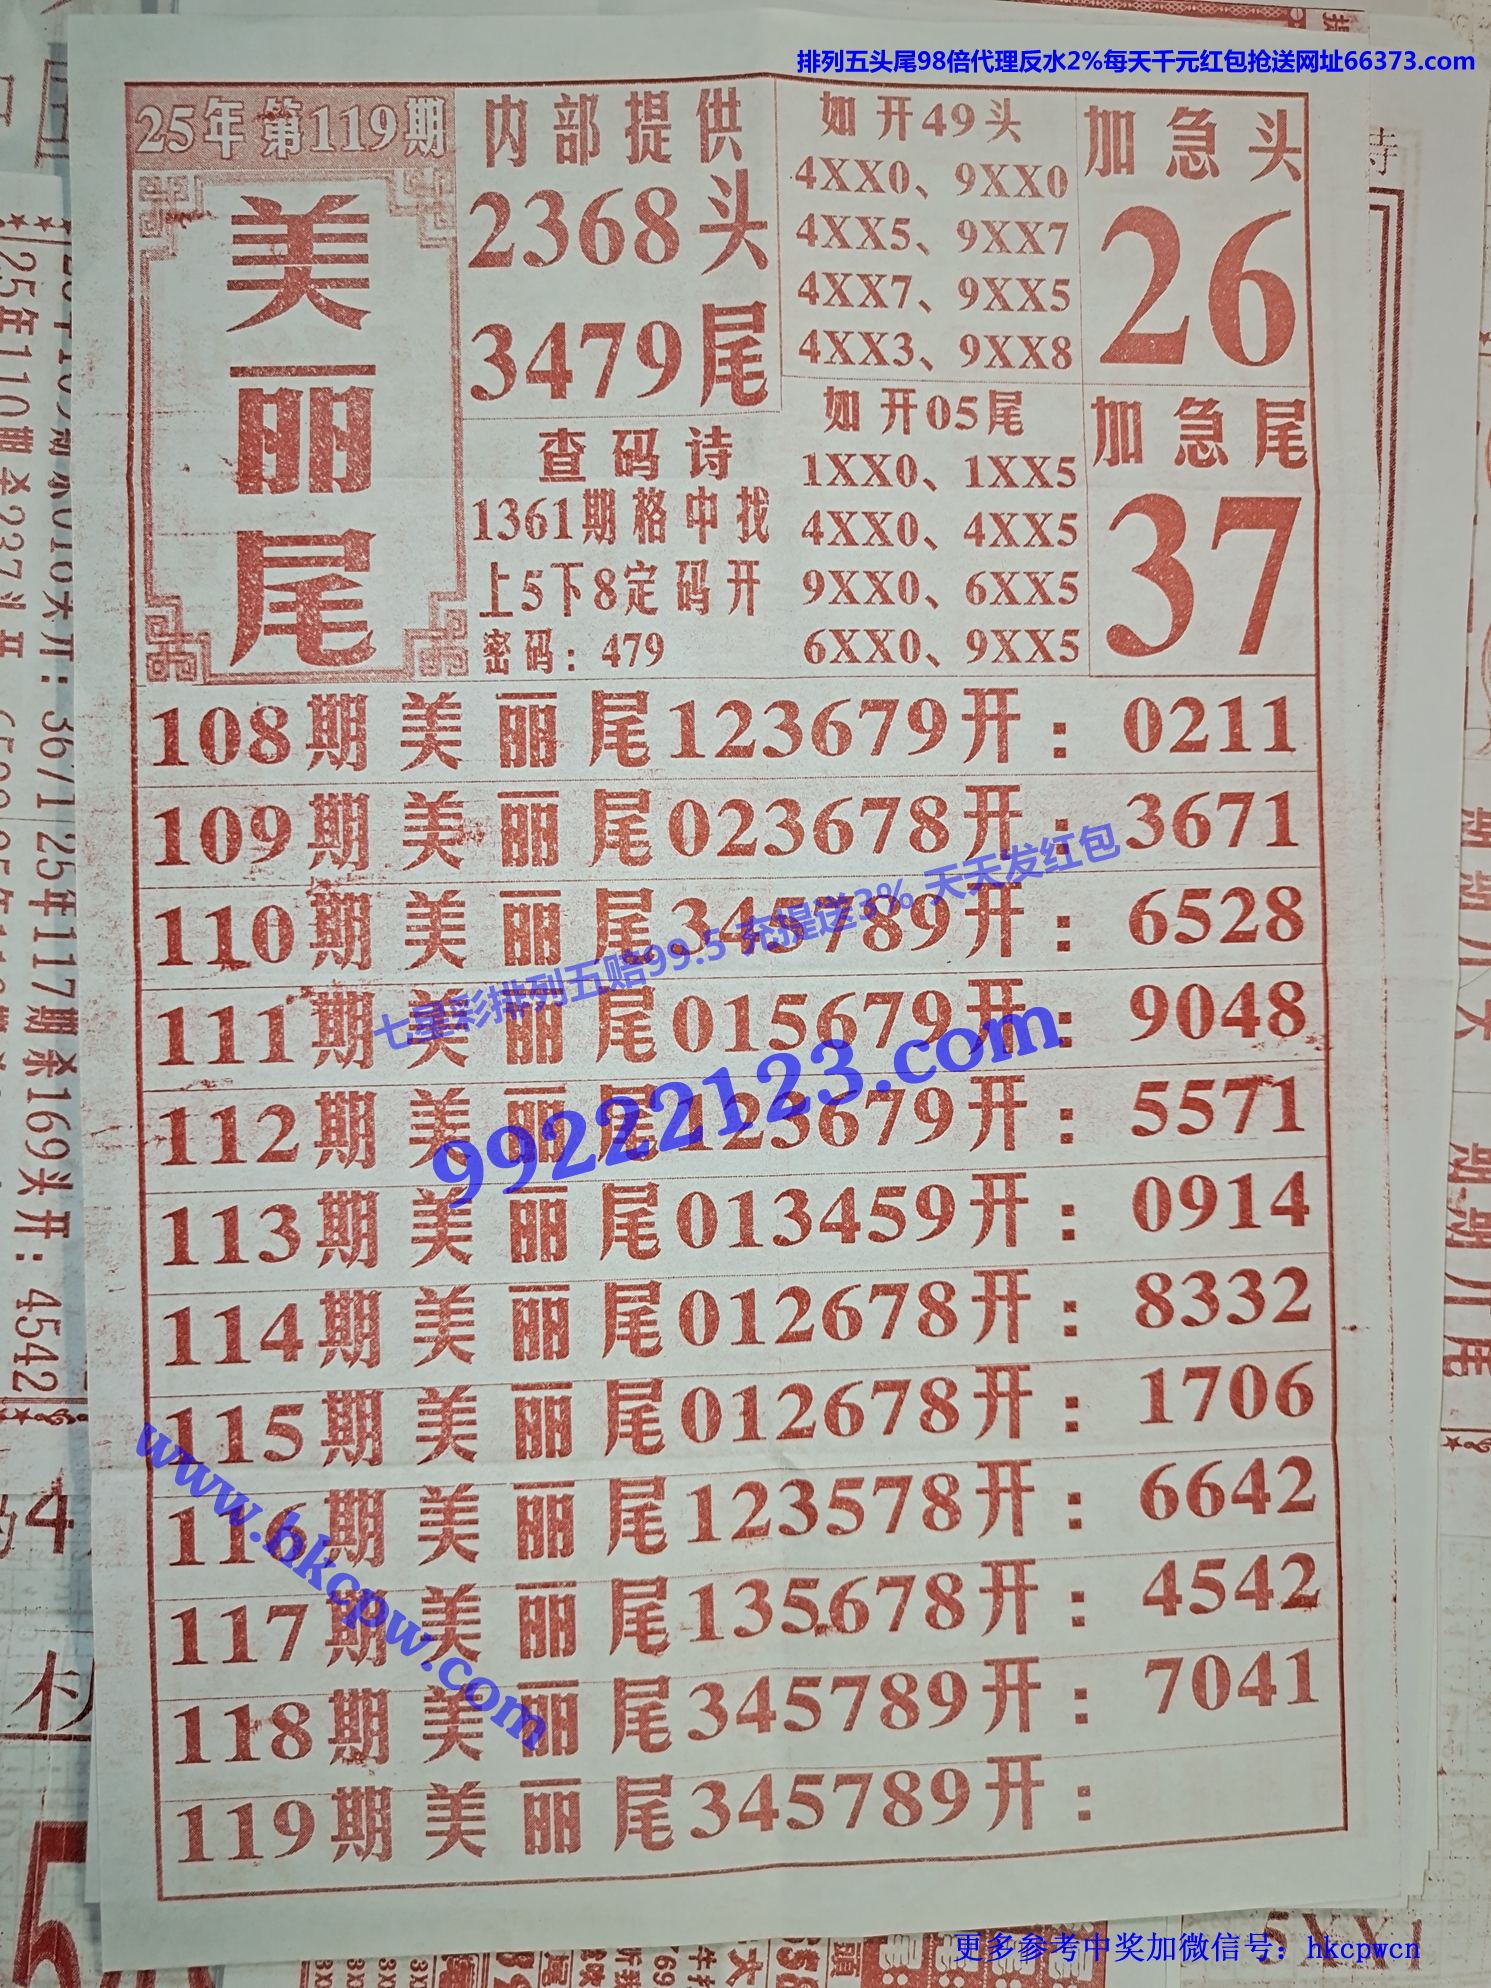 排列五头尾98倍代理反水2%每天千元红包抢送网址66373.com
25年第119期
美丽尾
内部提供
2368头
3479尾
查码诗
1361期格中找
上5下8定码开
密码：479
如开49头
4XX0、9XX0
4XX5、9XX7
4XX7、9XX5
4XX3、9XX8
如开05尾
1XX0、1XX5
4XX0、4XX5
9XX0、6XX5
6XX0、9XX5
加急头
26
加急尾
37
108期美丽尾123679开：0211
109期美丽尾023678开：3671
110期美丽尾345789开：6528
111期美丽尾015679开：9048
112期美丽尾123679开：5571
113期美丽尾013459开：0914
114期美丽尾012678开：8332
115期美丽尾012678开：1706
116期美丽尾123578开：6642
117期美丽尾135678开：4542
118期美丽尾345789开：7041
119期美丽尾345789开：
七星彩排列五赔99.5 充提送3% 天天发红包
99222123.com
www.hkcpw.com
25年117期杀169头开：4542
5XX1
更多参考中奖加微信号：hkcpwcn